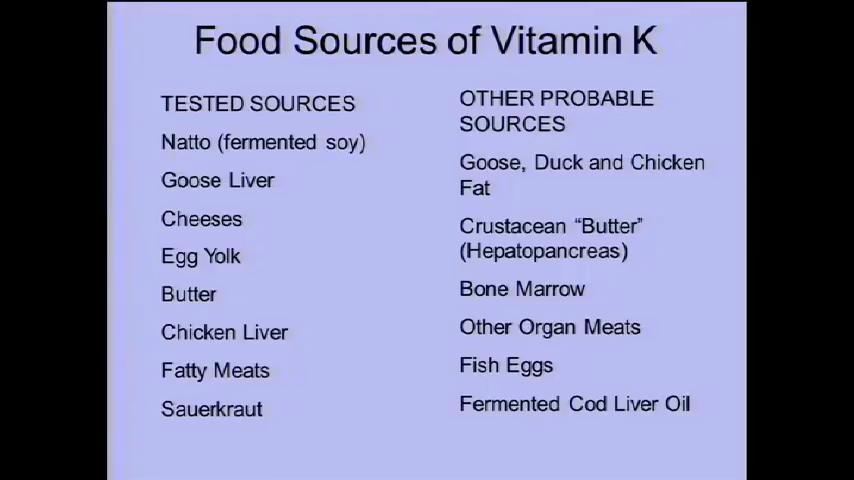 Food Sources of Vitamin K
TESTED SOURCES
Natto (fermented soy)
Goose Liver
Cheeses
Egg Yolk
Butter
Chicken Liver
Fatty Meats
Sauerkraut
OTHER PROBABLE
SOURCES
Goose, Duck and Chicken
Fat
Crustacean “Butter”
(Hepatopancreas)
Bone Marrow
Other Organ Meats
Fish Eggs
Fermented Cod Liver Oil